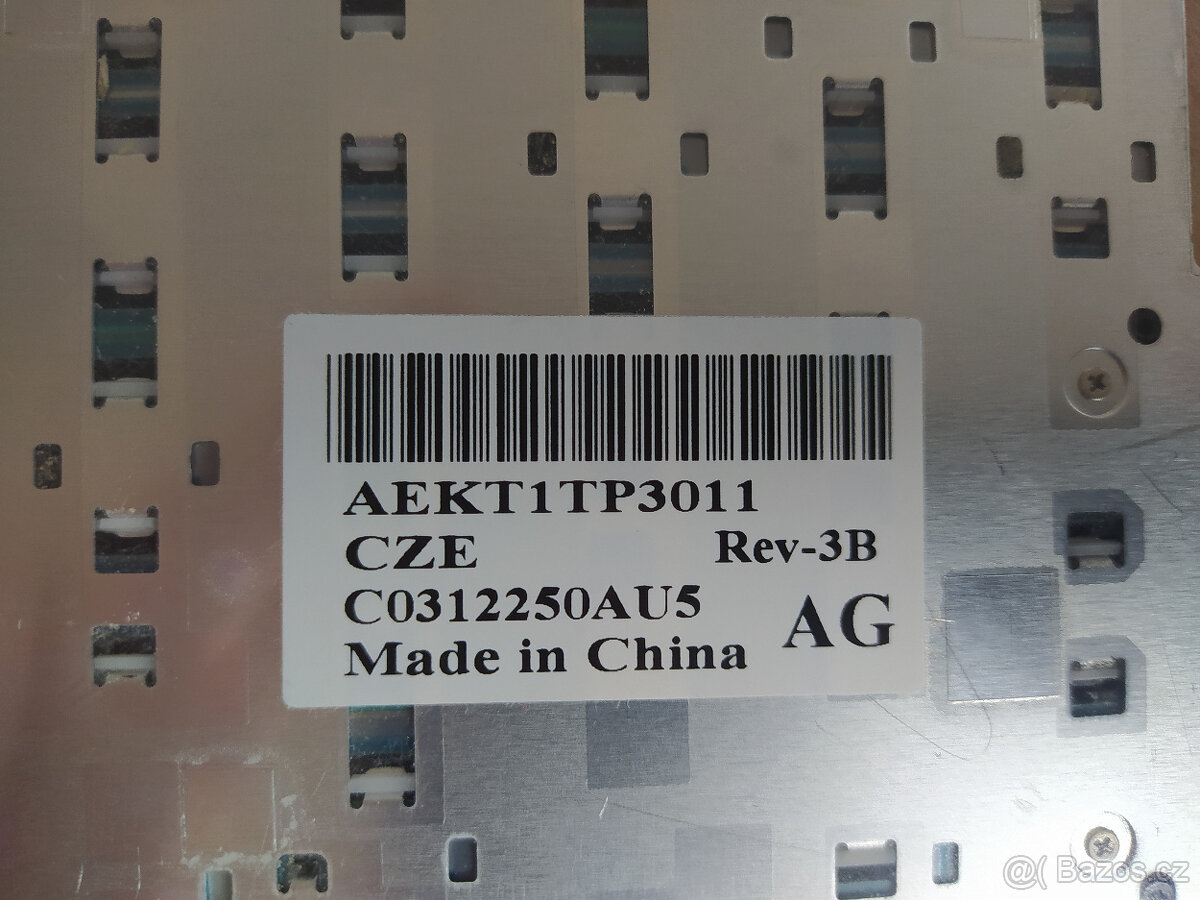 AEKT1TP3011
CZE Rev-3B
C0312250AU5 AG
Made in China
@( Bazos.cz